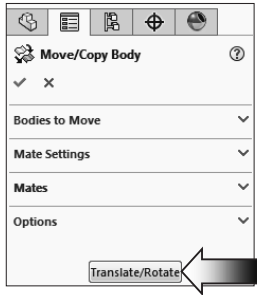 Move/Copy Body
Bodies to Move
Mate Settings
Mates
Options
Translate/Rotate